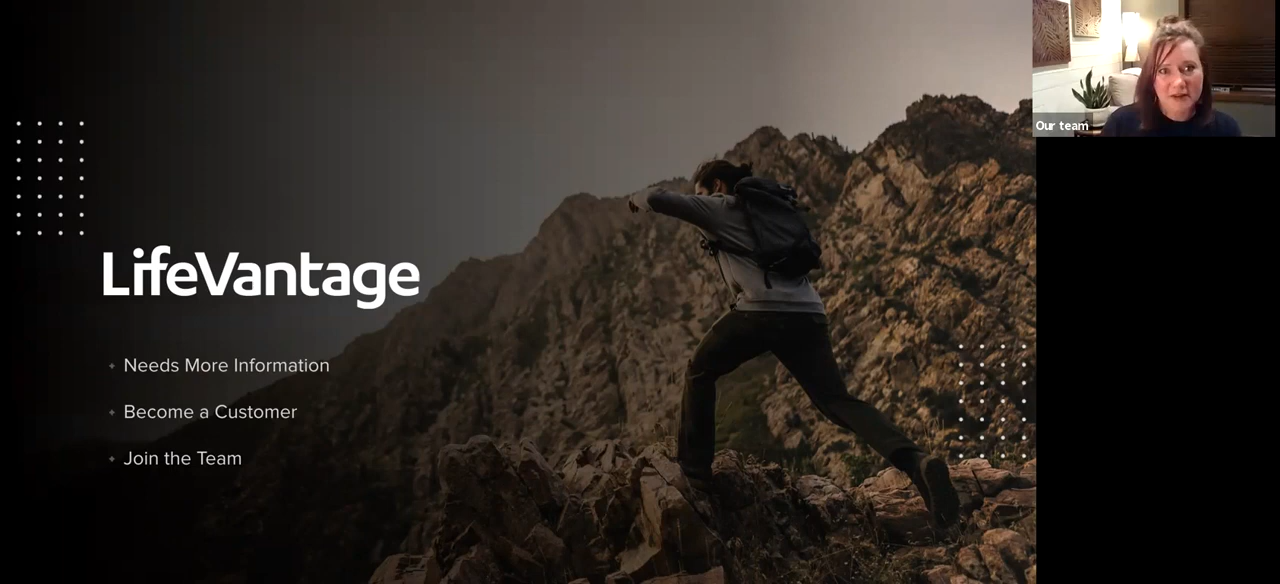 Our team
LifeVantage
Needs More Information
Become a Customer
Join the Team